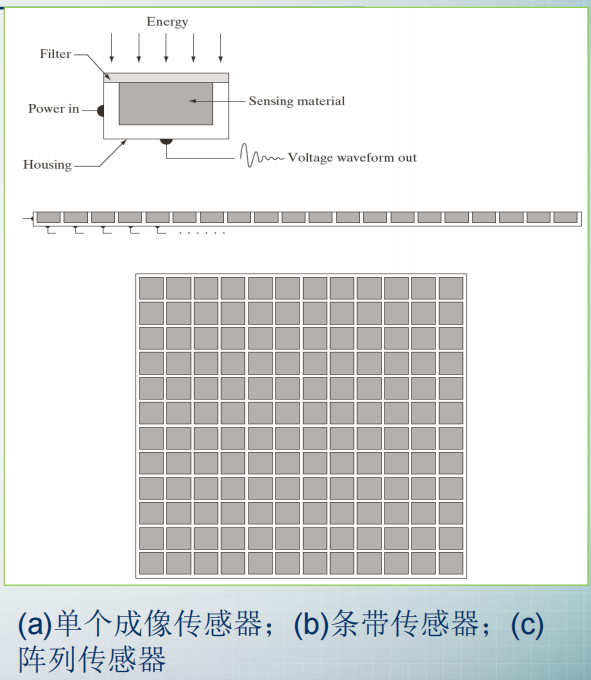 Energy
Filter
Sensing material
Power in
Voltage waveform out
Housing
(a)单个成像传感器；(b)条带传感器；(c)
阵列传感器